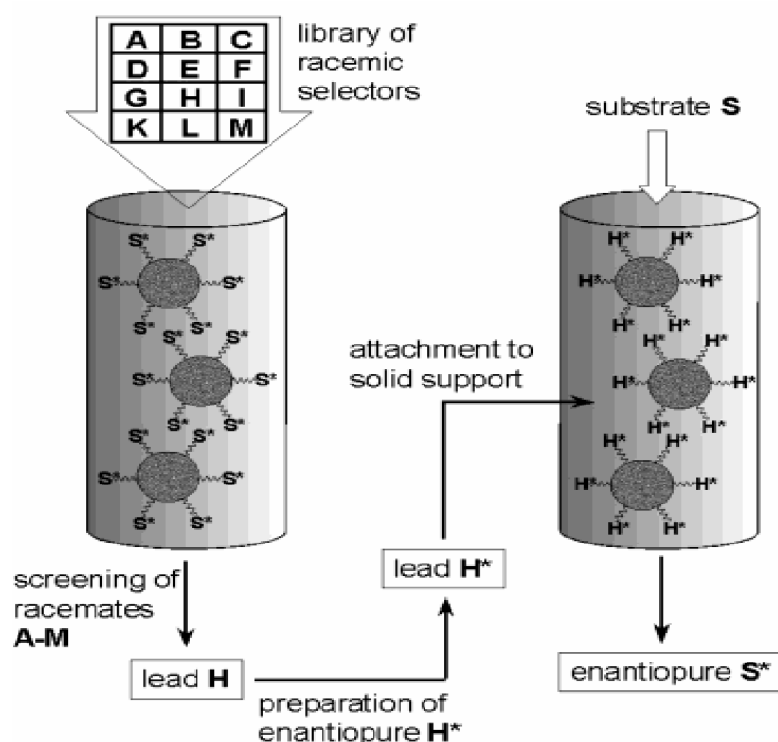 A B C
D E F
G H I
K L M
library of
racemic
selectors
substrate S
S* S*
S* S*
S* S*
S* S*
S* S*
S* S*
S* S*
S* S*
S* S*
H* H*
H* H*
H* H*
H* H*
H* H*
H* H*
H* H*
H* H*
H* H*
attachment to
solid support
screening of
racemates
A-M
lead H
preparation of
enantiopure H*
lead H*
enantiopure S*